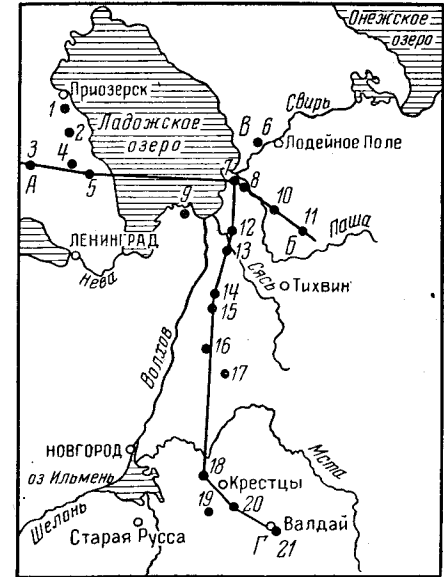 Онежское
озеро
Приозерск
1
2
Ладожское
озеро
Свирь
В 6
Лодейное Поле
3
4
А
5
7
8
9
10
11
Б
Паша
12
ЛЕНИНГРАД
13
Нева
Сясь
Тихвин
14
15
Волхов
16
17
НОВГОРОД
оз Ильмень
18
Мста
Крестцы
Шелонь
19
20
Валдай
Старая Русса
Г 21